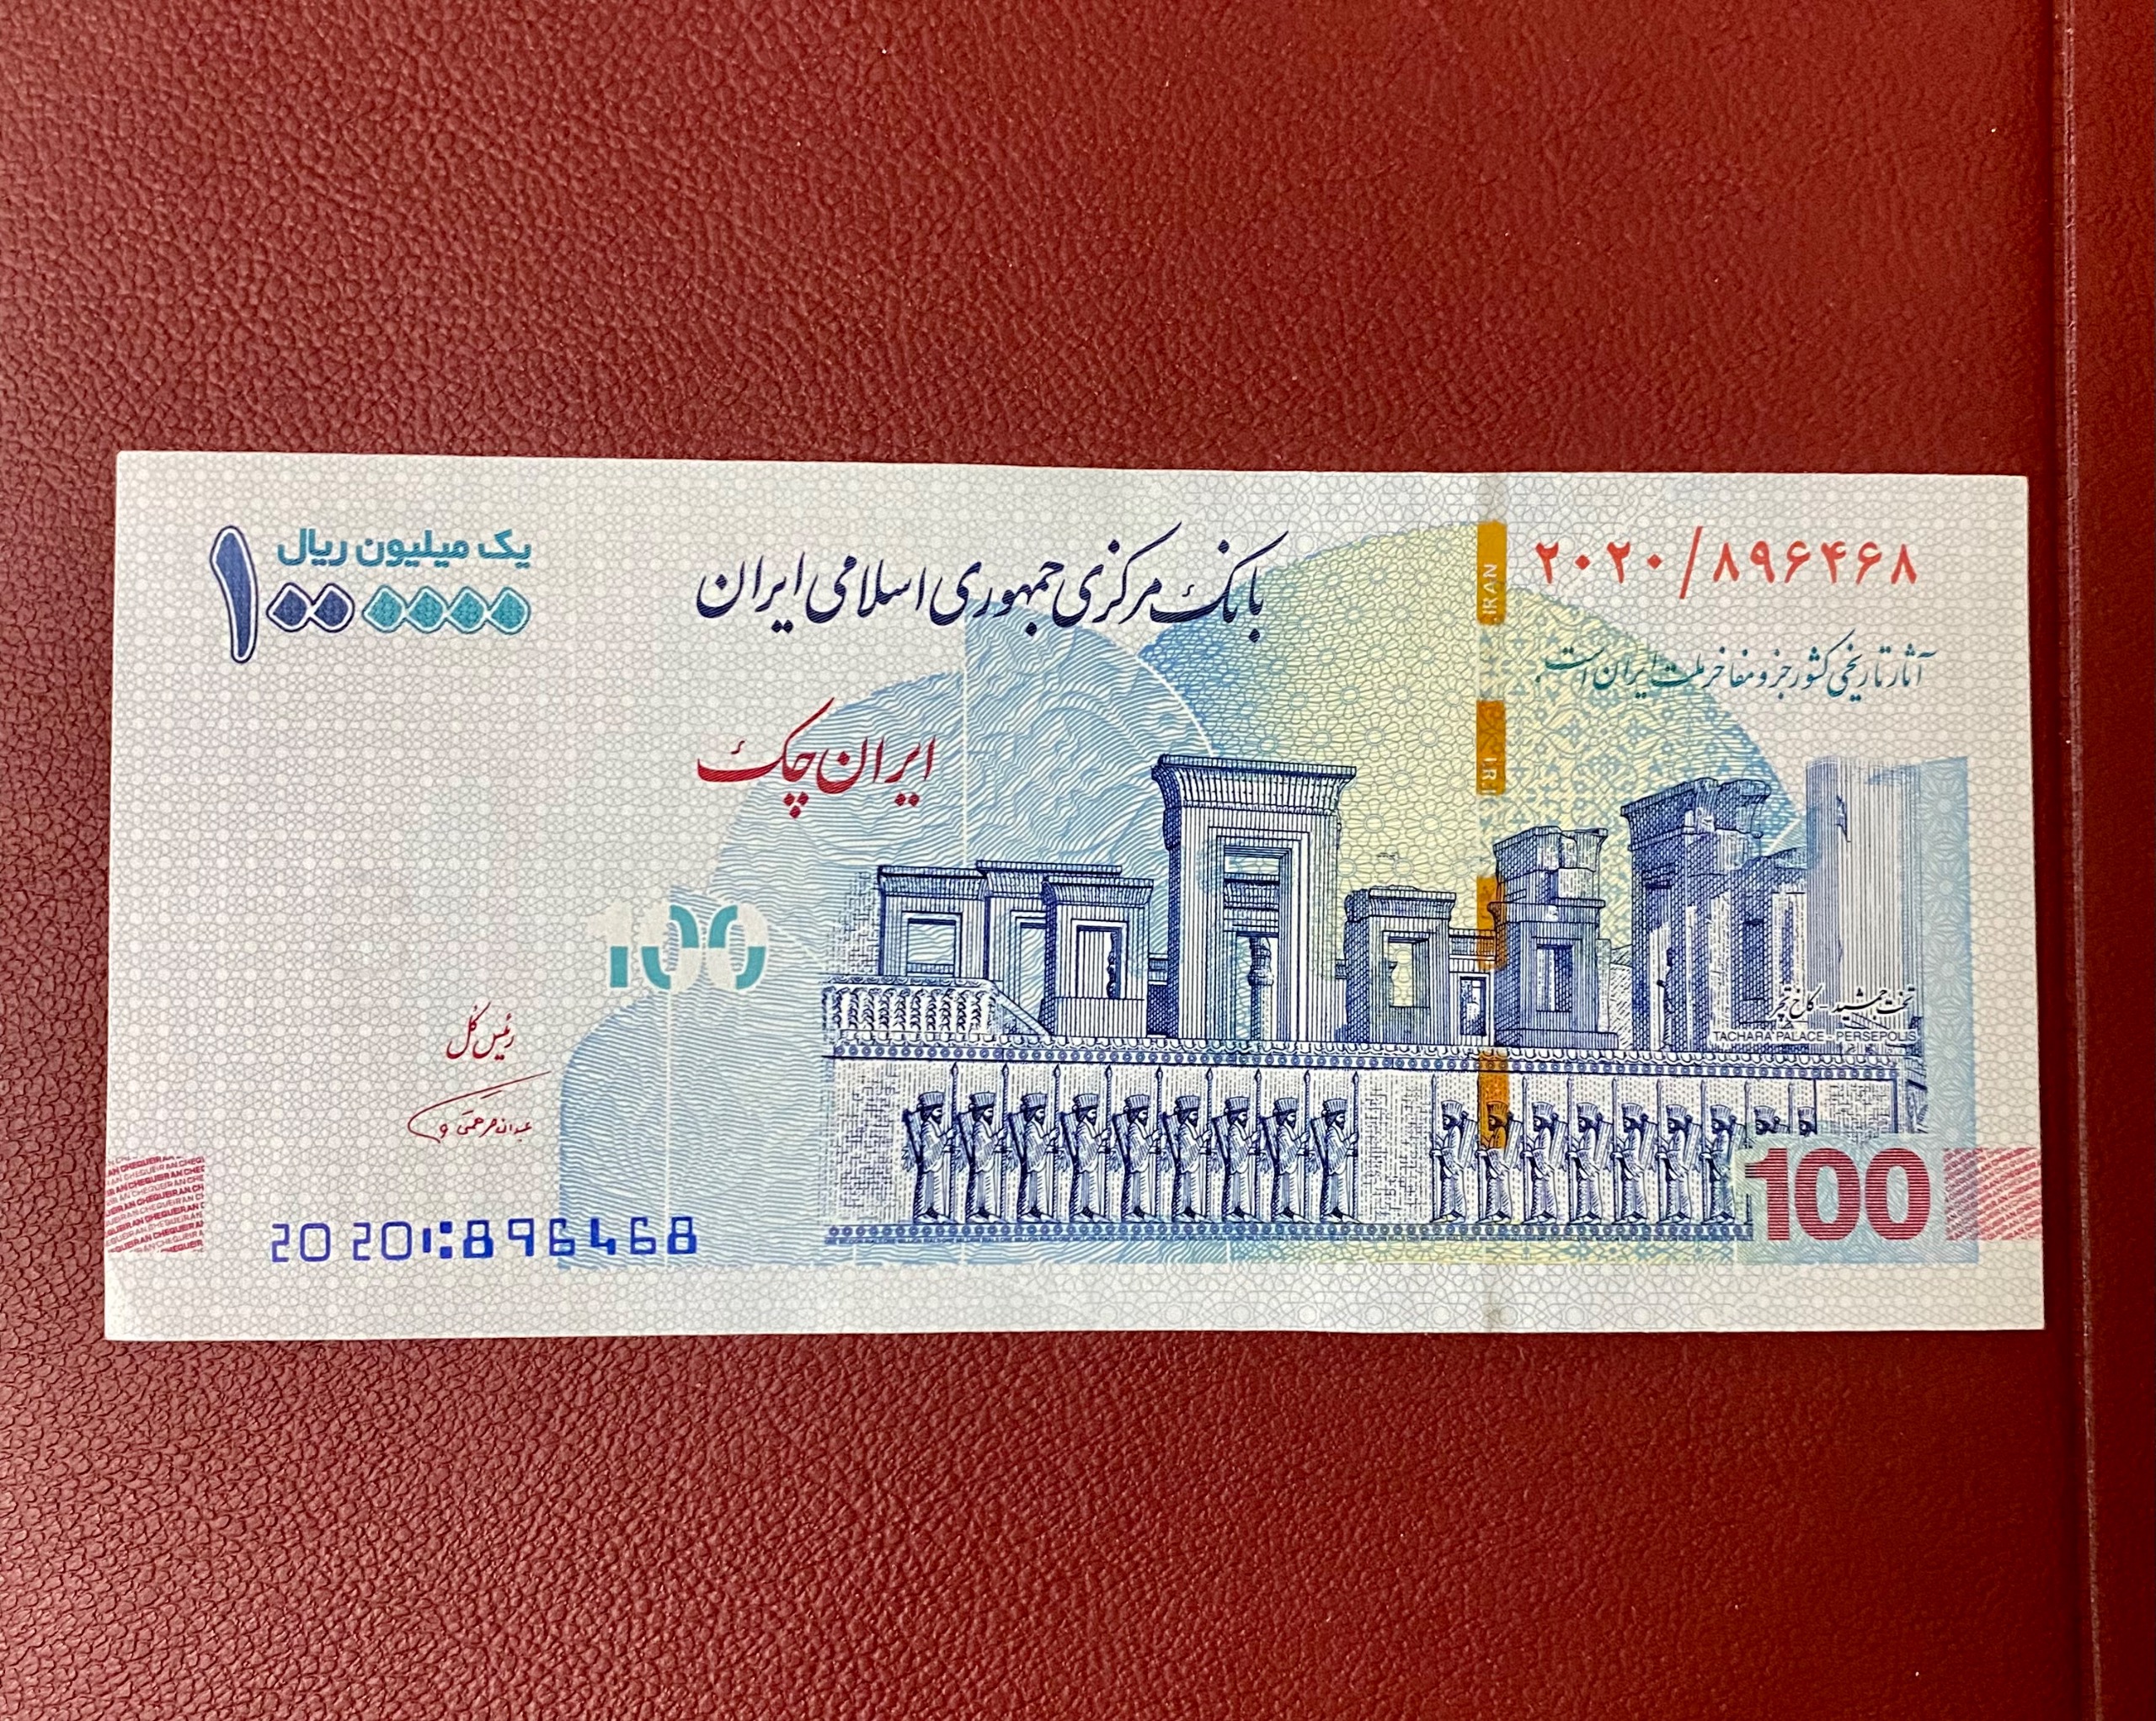 یک میلیون ریال
۱۰۰۰۰۰۰
بانک مرکزی جمهوری اسلامی ایران
۲۰۲۰/۸۹۶۴۶۸
آثار تاریخی کشور جزو مفاخر ملت ایران است
ایران چک
IRAN
100
رئیس کل
تخت جمشید - کاخ تچر
TACHARA PALACE - PERSEPOLIS
2020 896468
100